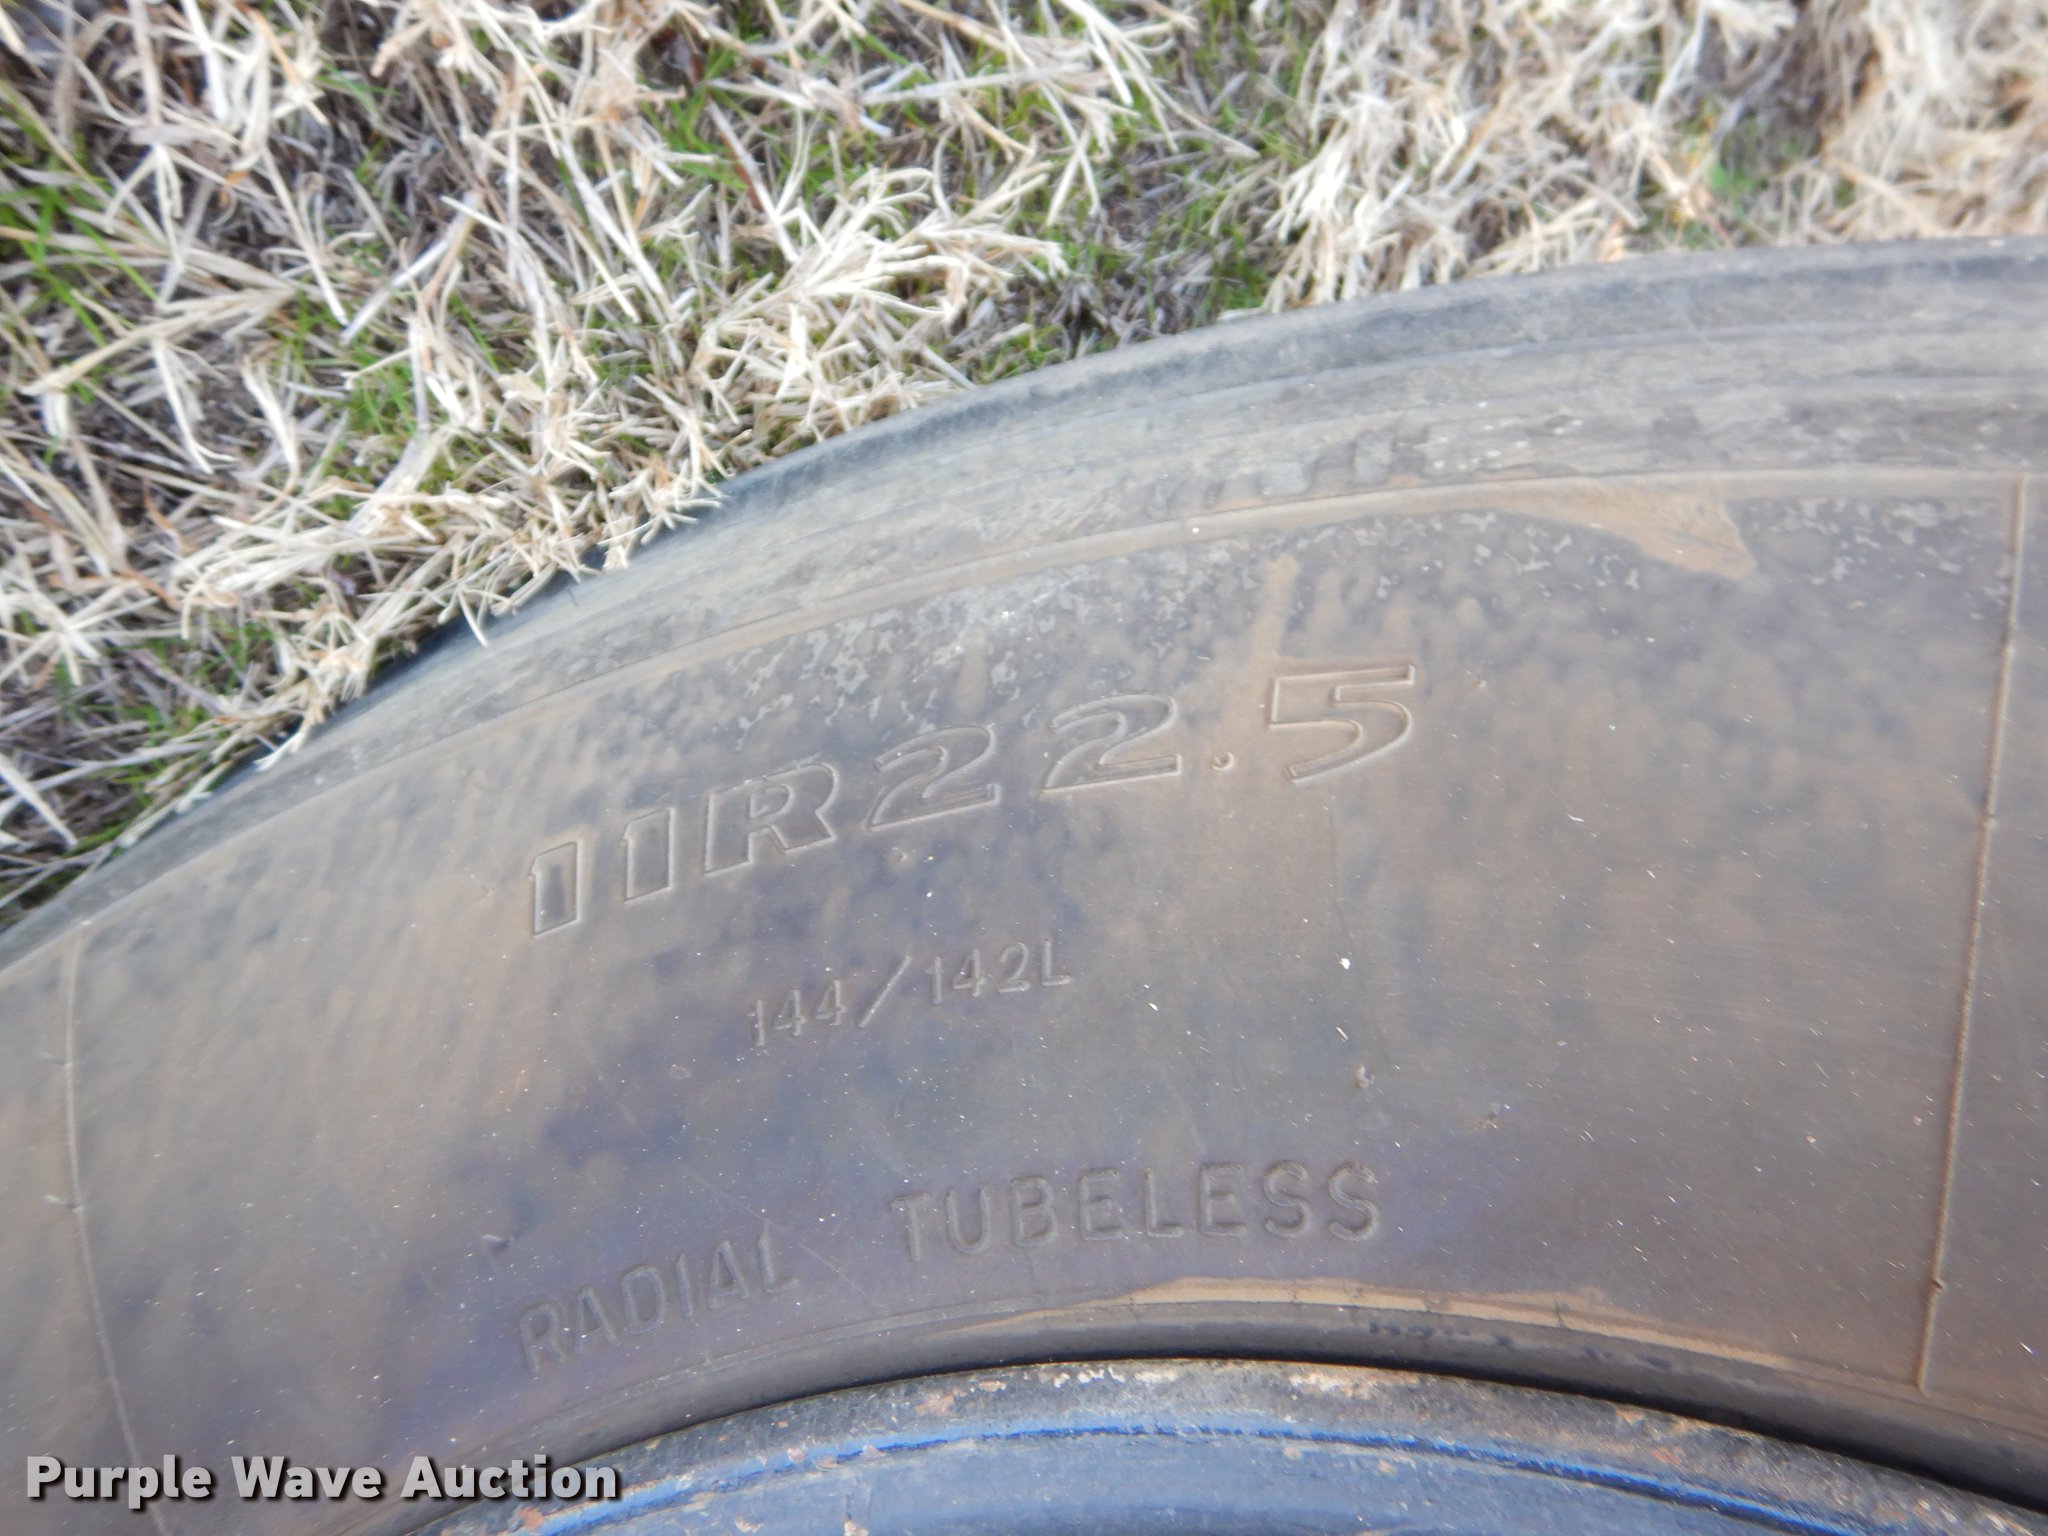 11R22.5
144/142L
RADIAL TUBELESS
Purple Wave Auction